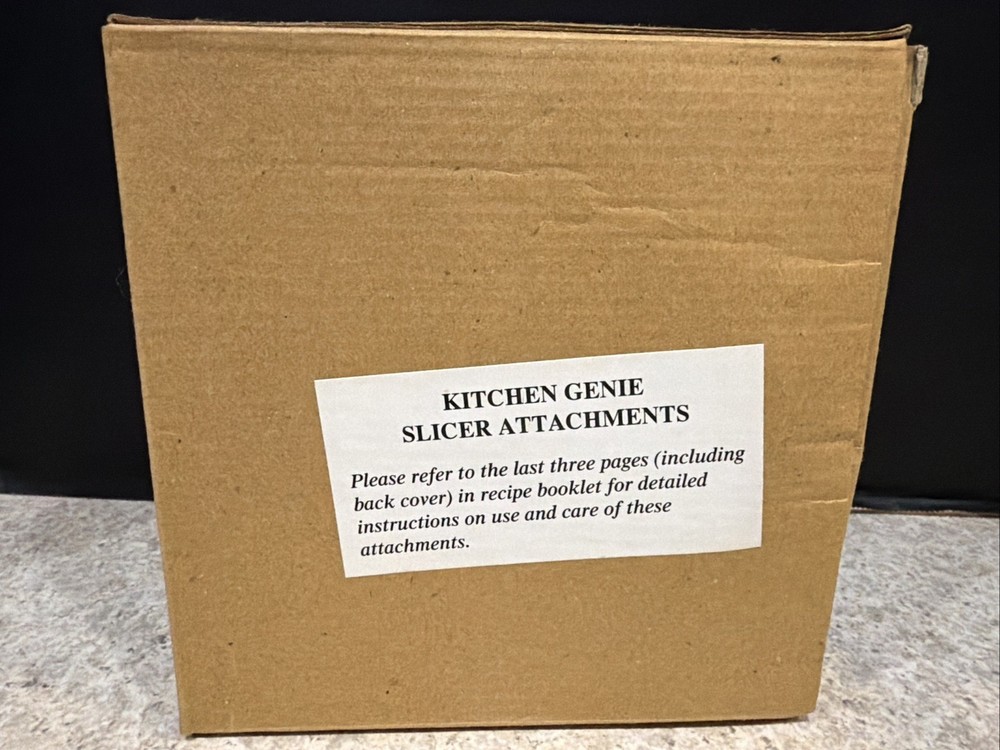 KITCHEN GENIE
SLICER ATTACHMENTS
Please refer to the last three pages (including
back cover) in recipe booklet for detailed
instructions on use and care of these
attachments.